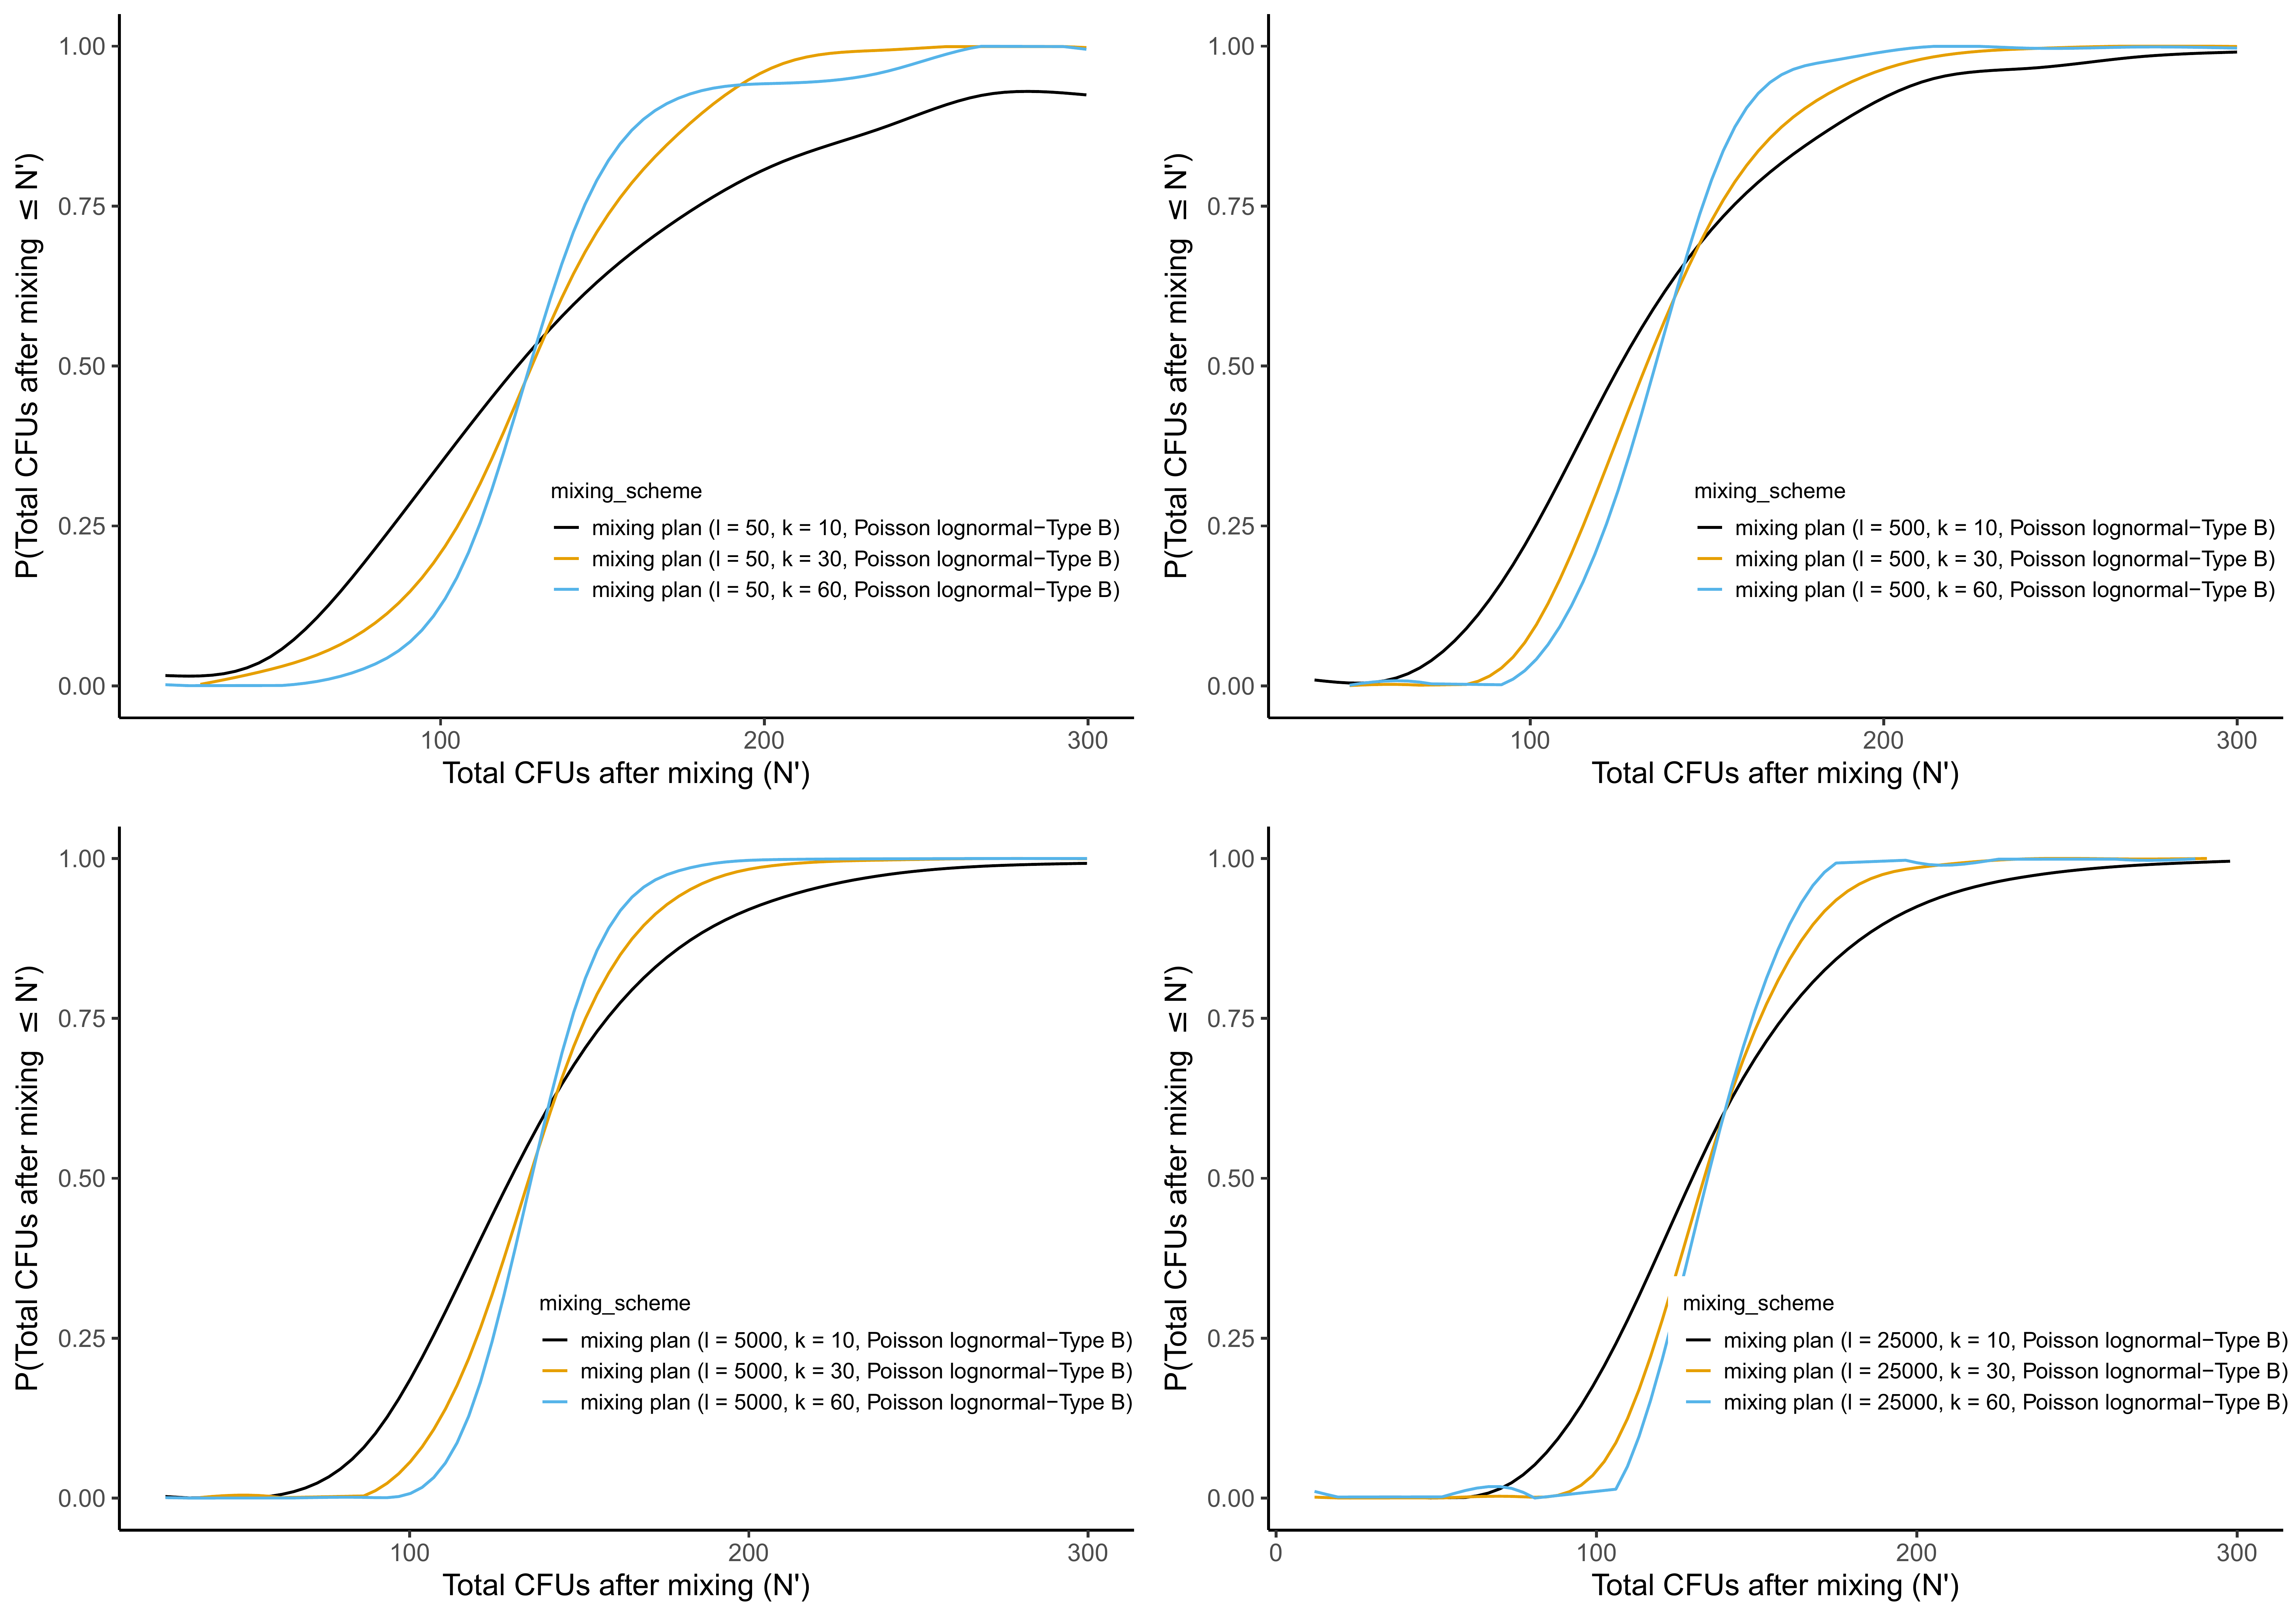 P(Total CFUs after mixing ≤ N')
1.00
0.75
0.50
0.25
0.00
mixing_scheme
mixing plan (l = 50, k = 10, Poisson lognormal−Type B)
mixing plan (l = 50, k = 30, Poisson lognormal−Type B)
mixing plan (l = 50, k = 60, Poisson lognormal−Type B)
100 200 300
Total CFUs after mixing (N')
P(Total CFUs after mixing ≤ N')
1.00
0.75
0.50
0.25
0.00
mixing_scheme
mixing plan (l = 500, k = 10, Poisson lognormal−Type B)
mixing plan (l = 500, k = 30, Poisson lognormal−Type B)
mixing plan (l = 500, k = 60, Poisson lognormal−Type B)
100 200 300
Total CFUs after mixing (N')
P(Total CFUs after mixing ≤ N')
1.00
0.75
0.50
0.25
0.00
mixing_scheme
mixing plan (l = 5000, k = 10, Poisson lognormal−Type B)
mixing plan (l = 5000, k = 30, Poisson lognormal−Type B)
mixing plan (l = 5000, k = 60, Poisson lognormal−Type B)
100 200 300
Total CFUs after mixing (N')
P(Total CFUs after mixing ≤ N')
1.00
0.75
0.50
0.25
0.00
mixing_scheme
mixing plan (l = 25000, k = 10, Poisson lognormal−Type B)
mixing plan (l = 25000, k = 30, Poisson lognormal−Type B)
mixing plan (l = 25000, k = 60, Poisson lognormal−Type B)
0 100 200 300
Total CFUs after mixing (N')